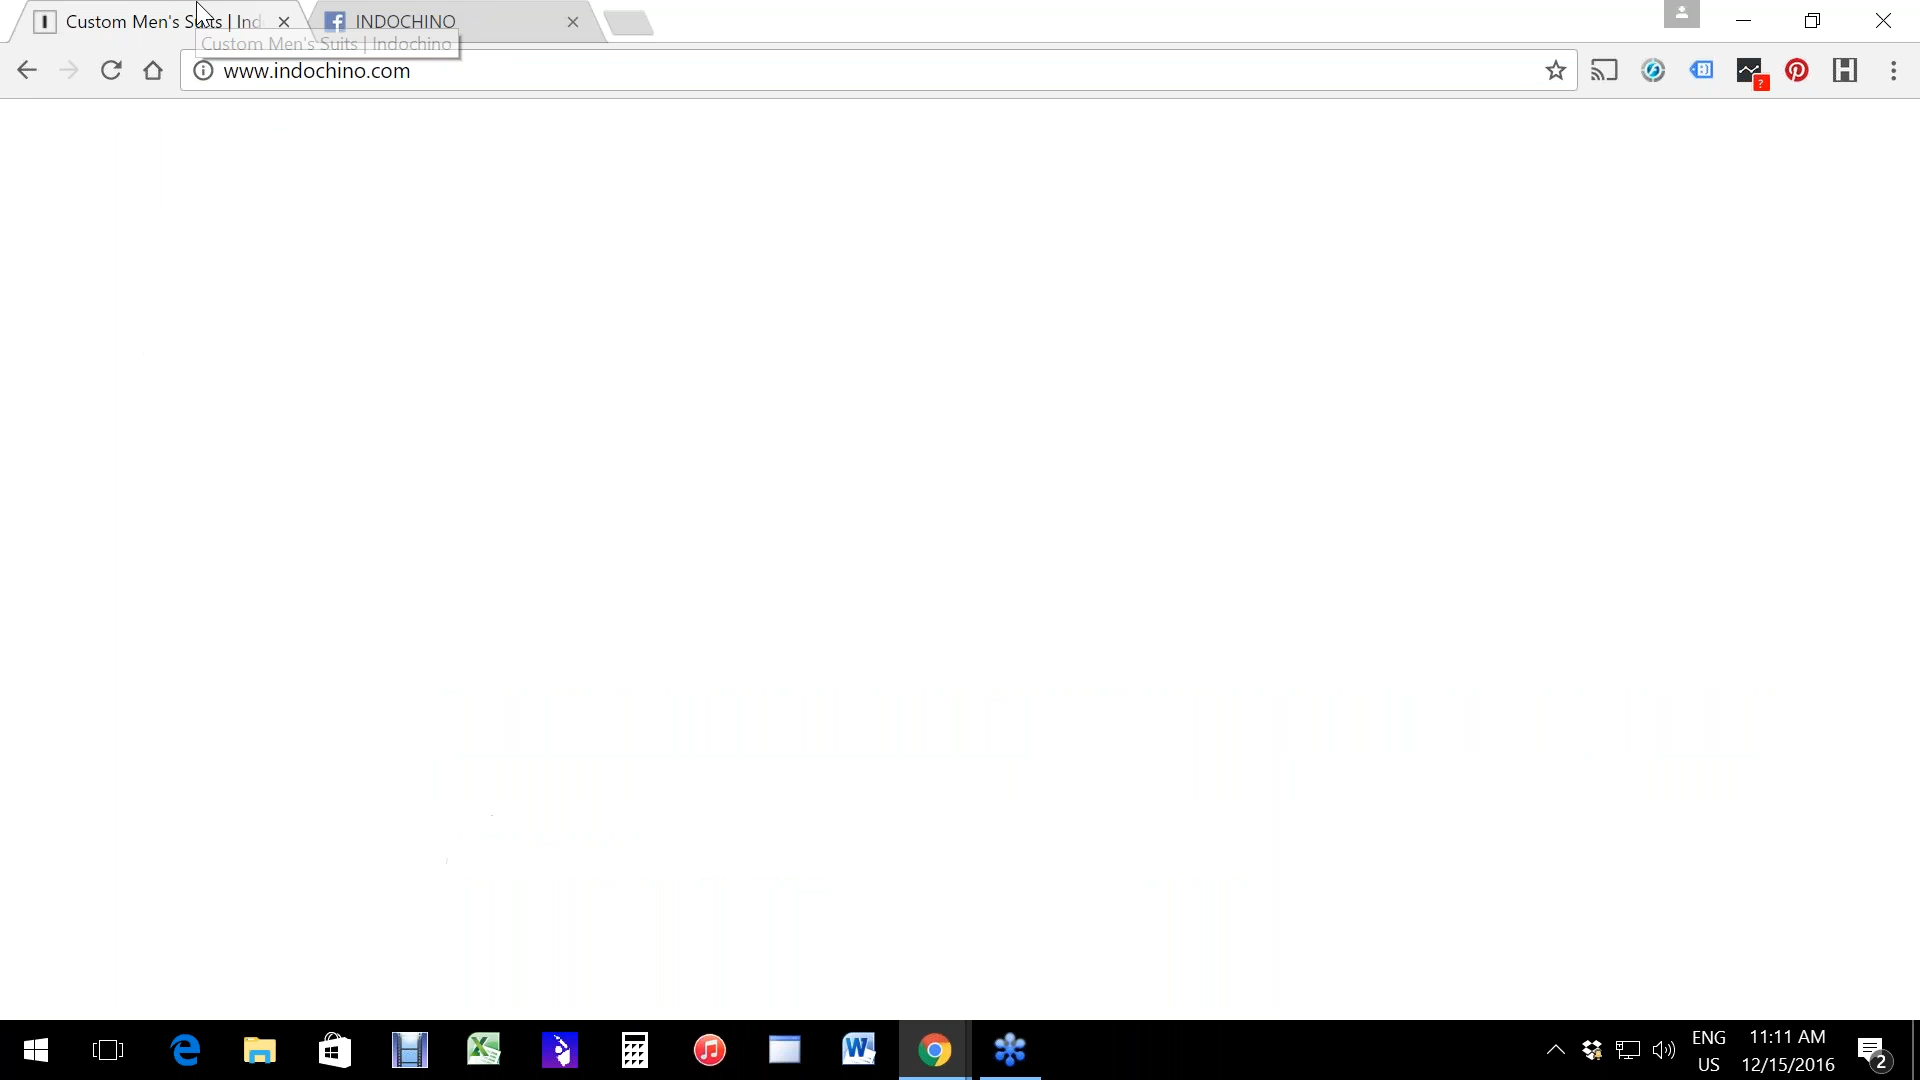 Custom Men's Suits | Ind
INDOCHINO
Custom Men's Suits | Indochino
www.indochino.com
ENG
US
11:11 AM
12/15/2016
2